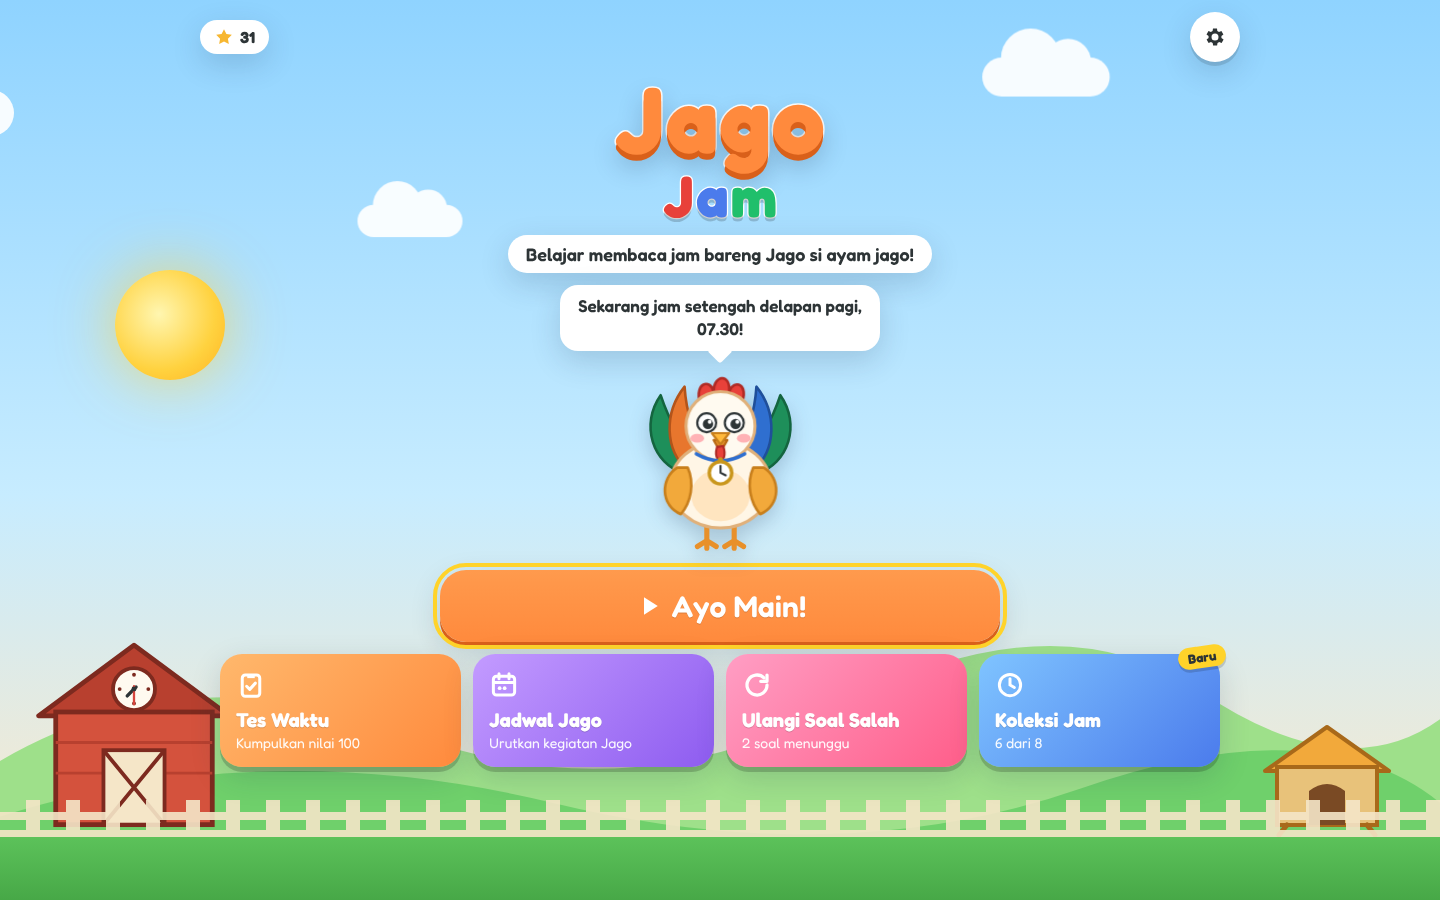 31
Jago
Jam
Belajar membaca jam bareng Jago si ayam jago!
Sekarang jam setengah delapan pagi,
07.30!
Ayo Main!
Baru
Tes Waktu
Kumpulkan nilai 100
Jadwal Jago
Urutkan kegiatan Jago
Ulangi Soal Salah
2 soal menunggu
Koleksi Jam
6 dari 8